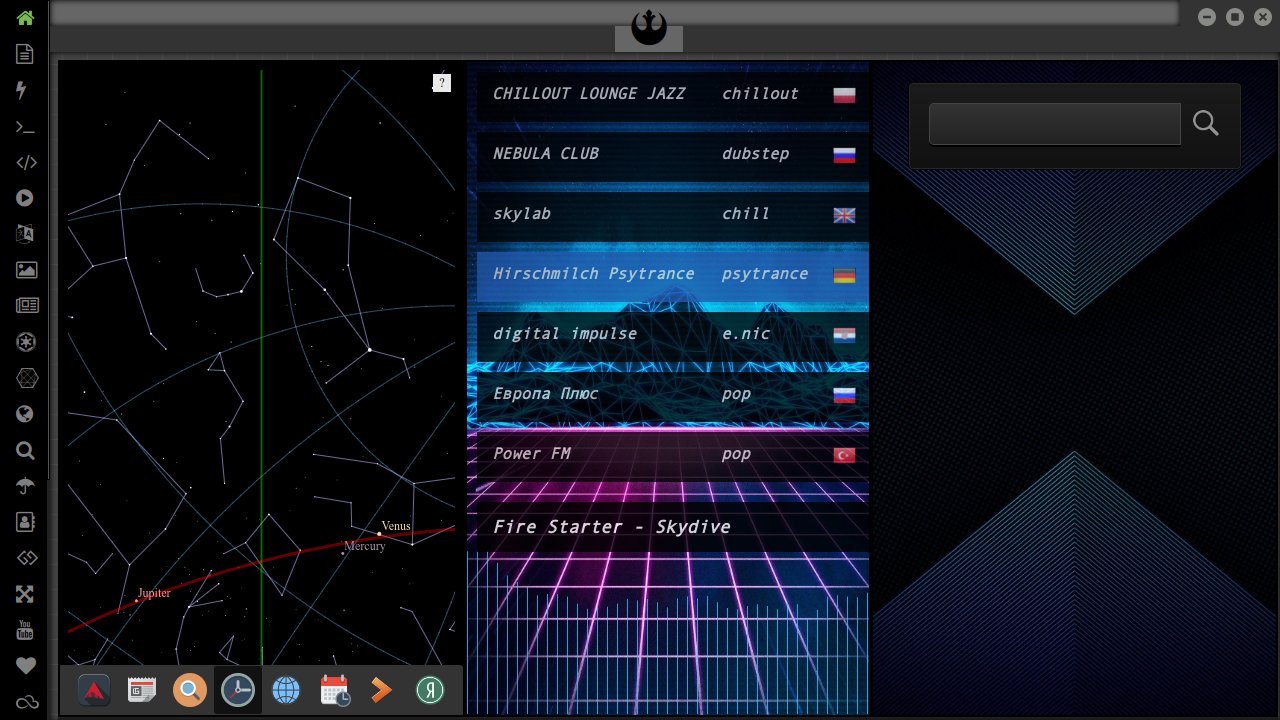 ?
CHILLOUT LOUNGE JAZZ chillout
NEBULA CLUB dubstep
skylab chill
Hirschmilch Psytrance psytrance
digital impulse e.nic
Европа Плюс pop
Power FM pop
Fire Starter - Skydive
Venus
Mercury
Jupiter
You
Tube
Я